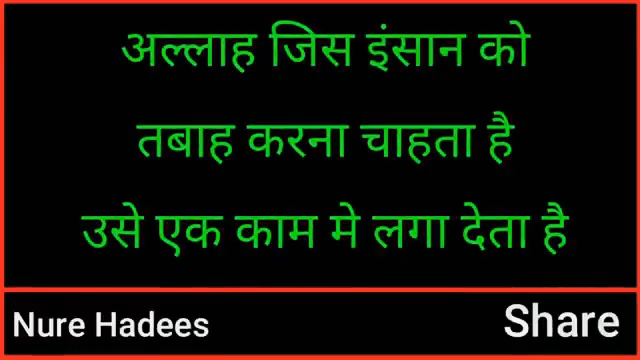 अल्लाह जिस इंसान को
तबाह करना चाहता है
उसे एक काम मे लगा देता है
Nure Hadees
Share